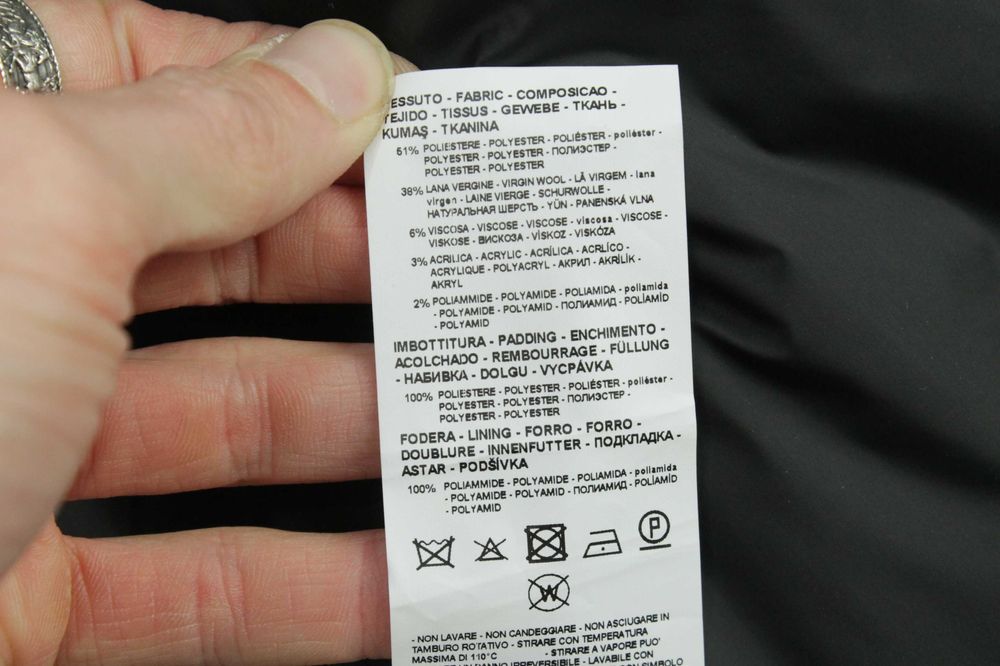 ESSUTO - FABRIC - COMPOSICAO -
TEJIDO - TISSUS - GEWEBE - ТКАНЬ -
KUMAŞ - TKANINA
51% POLIESTERE - POLYESTER - POLIÉSTER - poliéster -
POLYESTER - POLYESTER - ПОЛИЭСТЕР -
POLYESTER - POLYESTER
38% LANA VERGINE - VIRGIN WOOL - LÃ VIRGEM - lana
virgen - LAINE VIERGE - SCHURWOLLE -
НАТУРАЛЬНАЯ ШЕРСТЬ - YÜN - PANENSKÁ VLNA
6% VISCOSA - VISCOSE - VISCOSE - viscosa - VISCOSE -
VISKOSE - ВИСКОЗА - VİSKOZ - VISKÓZA
3% ACRILICA - ACRYLIC - ACRÍLICA - ACRLÍCO -
ACRYLIQUE - POLYACRYL - АКРИЛ - AKRİLİK -
AKRYL
2% POLIAMMIDE - POLYAMIDE - POLIAMIDA - poliamida
- POLYAMIDE - POLYAMID - ПОЛИАМИД - POLİAMİD
- POLYAMID
IMBOTTITURA - PADDING - ENCHIMENTO -
ACOLCHADO - REMBOURRAGE - FÜLLUNG
- НАБИВКА - DOLGU - VYCPÁVKA
100% POLIESTERE - POLYESTER - POLIÉSTER - poliéster -
POLYESTER - POLYESTER - ПОЛИЭСТЕР -
POLYESTER - POLYESTER
FODERA - LINING - FORRO - FORRO -
DOUBLURE - INNENFUTTER - ПОДКЛАДКА -
ASTAR - PODŠÍVKA
100% POLIAMMIDE - POLYAMIDE - POLIAMIDA - poliamida
- POLYAMIDE - POLYAMID - ПОЛИАМИД - POLİAMİD
- POLYAMID
P
W
- NON LAVARE - NON CANDEGGIARE - NON ASCIUGARE IN
TAMBURO ROTATIVO - STIRARE CON TEMPERATURA
MASSIMA DI 110°C - STIRARE A VAPORE PUO'
IRREVERSIBILE - LAVABILE CON
SIMBOLO